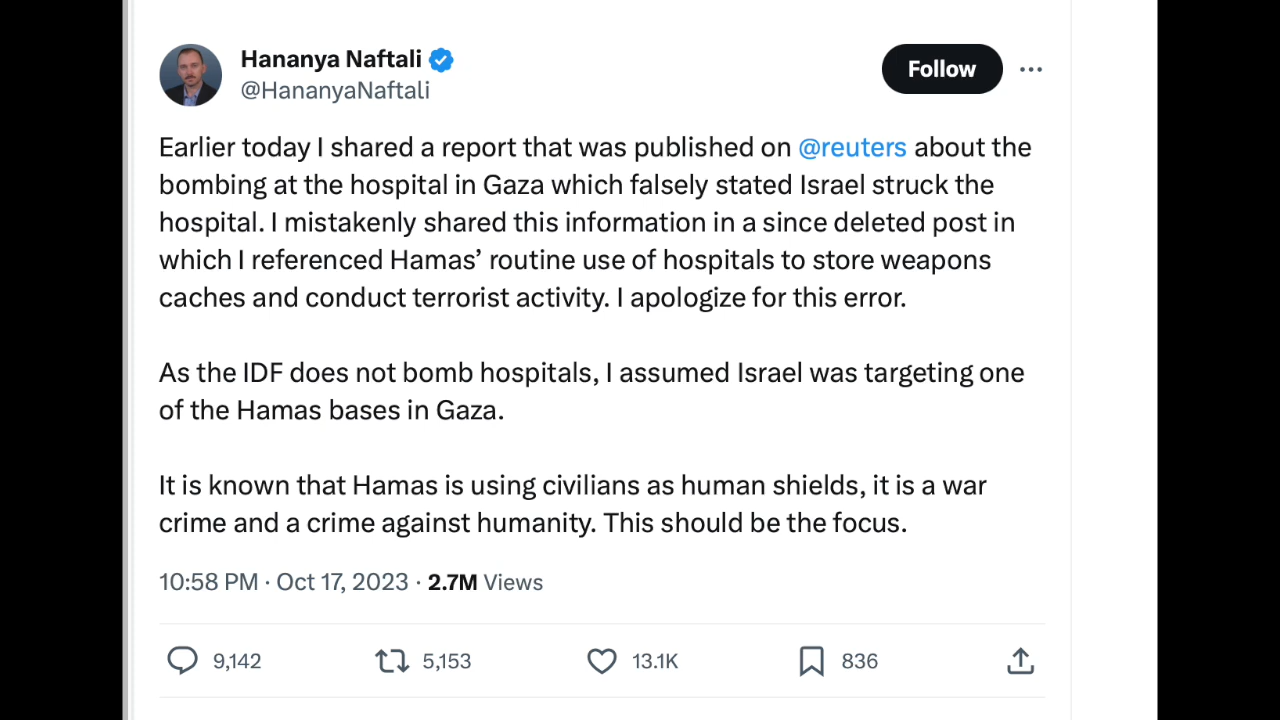 Hananya Naftali
@HananyaNaftali
Follow
Earlier today I shared a report that was published on @reuters about the
bombing at the hospital in Gaza which falsely stated Israel struck the
hospital. I mistakenly shared this information in a since deleted post in
which I referenced Hamas’ routine use of hospitals to store weapons
caches and conduct terrorist activity. I apologize for this error.
As the IDF does not bomb hospitals, I assumed Israel was targeting one
of the Hamas bases in Gaza.
It is known that Hamas is using civilians as human shields, it is a war
crime and a crime against humanity. This should be the focus.
10:58 PM · Oct 17, 2023 · 2.7M Views
9,142 5,153 13.1K 836